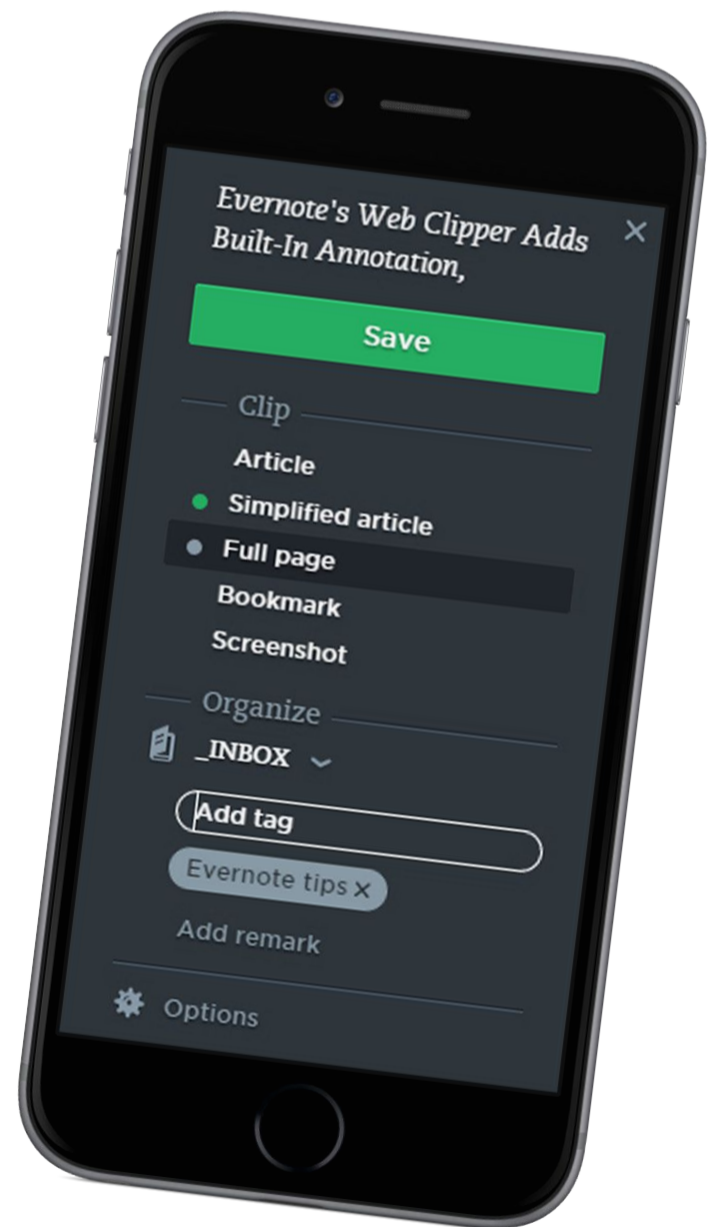 Evernote's Web Clipper Adds
Built-In Annotation,
Save
Clip
Article
Simplified article
Full page
Bookmark
Screenshot
Organize
_INBOX
Add tag
Evernote tips
Add remark
Options